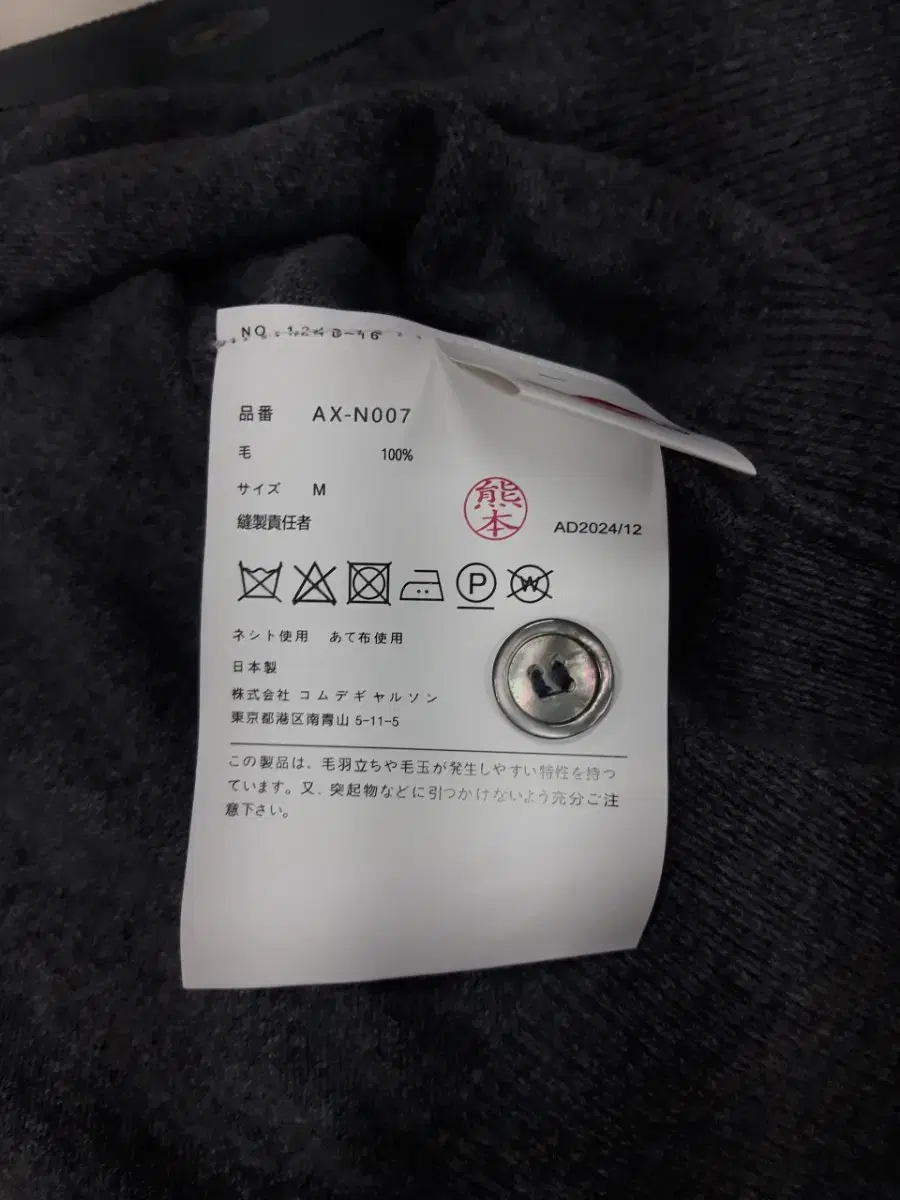 NO. 124B-16
品番 AX-N007
毛 100%
サイズ M
縫製責任者
熊本
AD2024/12
P
W
ネシト使用 あて布使用
日本製
株式会社 コムデギャルソン
東京都港区南青山 5-11-5
この製品は、毛羽立ちや毛玉が発生しやすい特性を持つ
ています。又、突起物などに引つかけないよう充分ご注
意下さい。